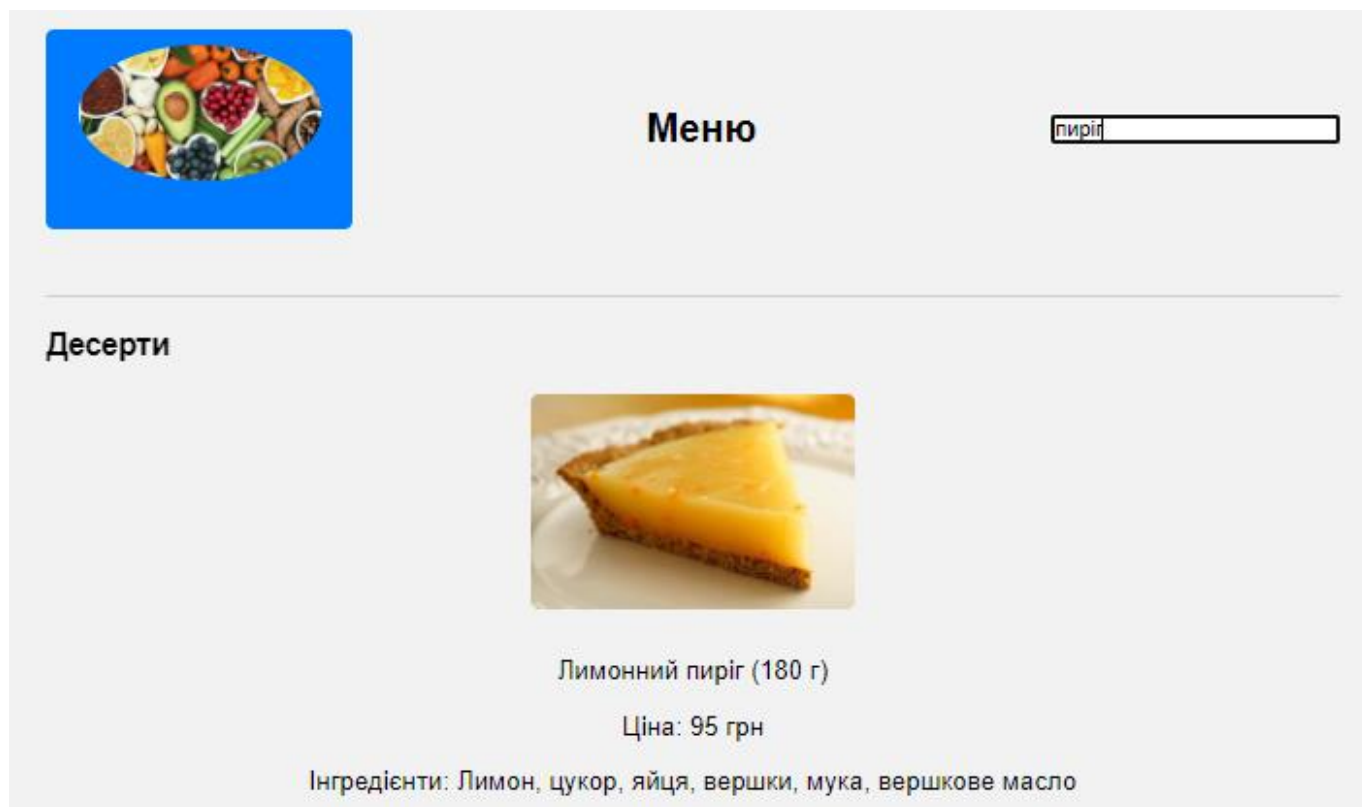 Меню
пиріг
Десерти
Лимонний пиріг (180 г)
Ціна: 95 грн
Інгредієнти: Лимон, цукор, яйця, вершки, мука, вершкове масло